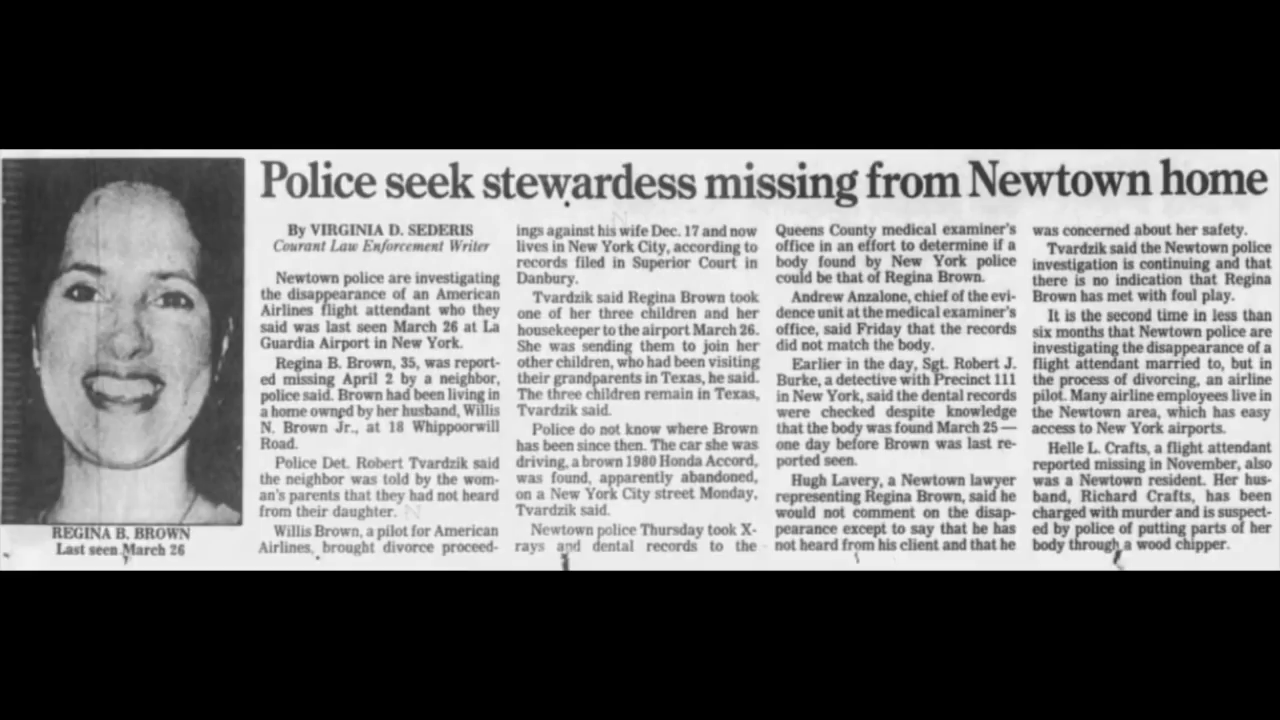 Police seek stewardess missing from Newtown home
REGINA B. BROWN
Last seen March 26
By VIRGINIA D. SEDERIS
Courant Law Enforcement Writer
Newtown police are investigating
the disappearance of an American
Airlines flight attendant who they
said was last seen March 26 at La
Guardia Airport in New York.
Regina B. Brown, 35, was report-
ed missing April 2 by a neighbor,
police said. Brown had been living in
a home owned by her husband, Willis
N. Brown Jr., at 18 Whippoorwill
Road.
Police Det. Robert Tvardzik said
the neighbor was told by the wom-
an's parents that they had not heard
from their daughter.
Willis Brown, a pilot for American
Airlines, brought divorce proceed-
ings against his wife Dec. 17 and now
lives in New York City, according to
records filed in Superior Court in
Danbury.
Tvardzik said Regina Brown took
one of her three children and her
housekeeper to the airport March 26.
She was sending them to join her
other children, who had been visiting
their grandparents in Texas, he said.
The three children remain in Texas,
Tvardzik said.
Police do not know where Brown
has been since then. The car she was
driving, a brown 1980 Honda Accord,
was found, apparently abandoned,
on a New York City street Monday,
Tvardzik said.
Newtown police Thursday took X-
rays and dental records to the
Queens County medical examiner's
office in an effort to determine if a
body found by New York police
could be that of Regina Brown.
Andrew Anzalone, chief of the evi-
dence unit at the medical examiner's
office, said Friday that the records
did not match the body.
Earlier in the day, Sgt. Robert J.
Burke, a detective with Precinct 111
in New York, said the dental records
were checked despite knowledge
that the body was found March 25 —
one day before Brown was last re-
ported seen.
Hugh Lavery, a Newtown lawyer
representing Regina Brown, said he
would not comment on the disap-
pearance except to say that he has
not heard from his client and that he
was concerned about her safety.
Tvardzik said the Newtown police
investigation is continuing and that
there is no indication that Regina
Brown has met with foul play.
It is the second time in less than
six months that Newtown police are
investigating the disappearance of a
flight attendant married to, but in
the process of divorcing, an airline
pilot. Many airline employees live in
the Newtown area, which has easy
access to New York airports.
Helle L. Crafts, a flight attendant
reported missing in November, also
was a Newtown resident. Her hus-
band, Richard Crafts, has been
charged with murder and is suspect-
ed by police of putting parts of her
body through a wood chipper.